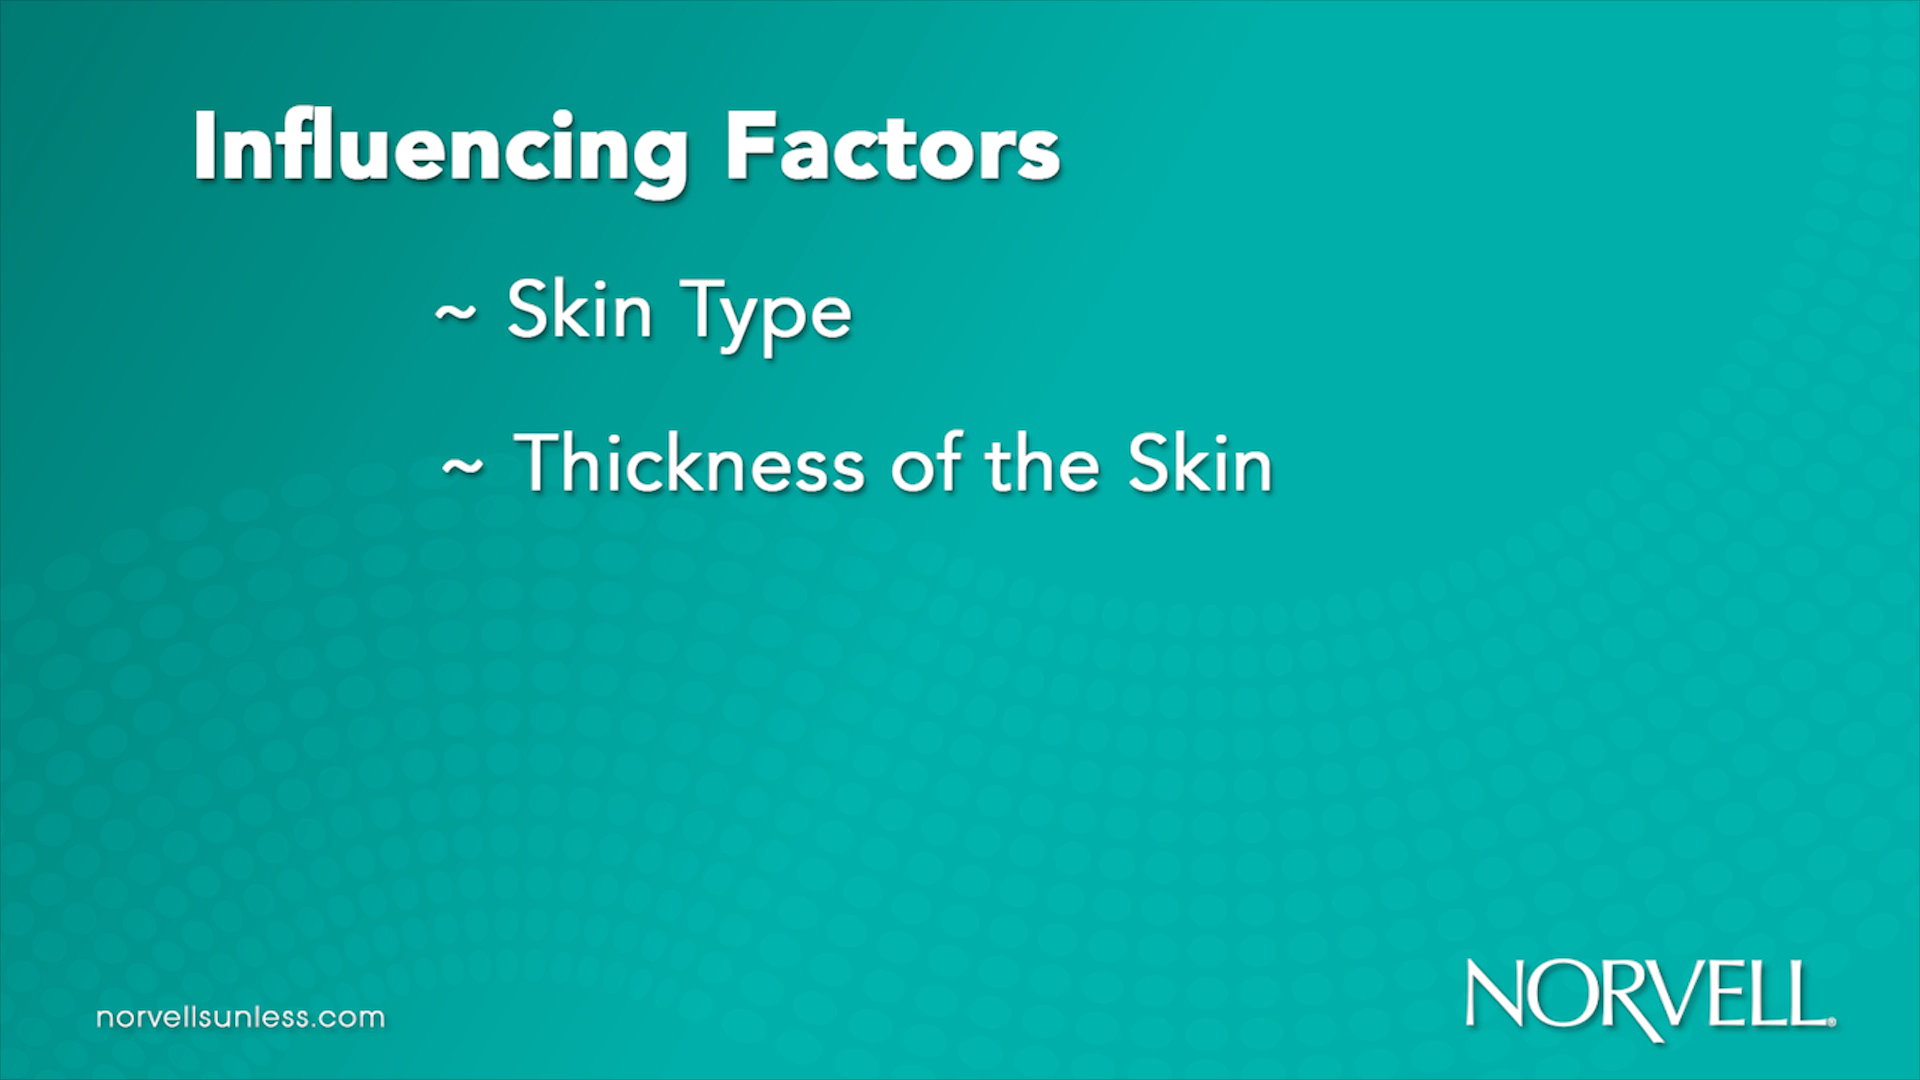 Influencing Factors
~ Skin Type
~ Thickness of the Skin
norvellsunless.com
NORVELL®